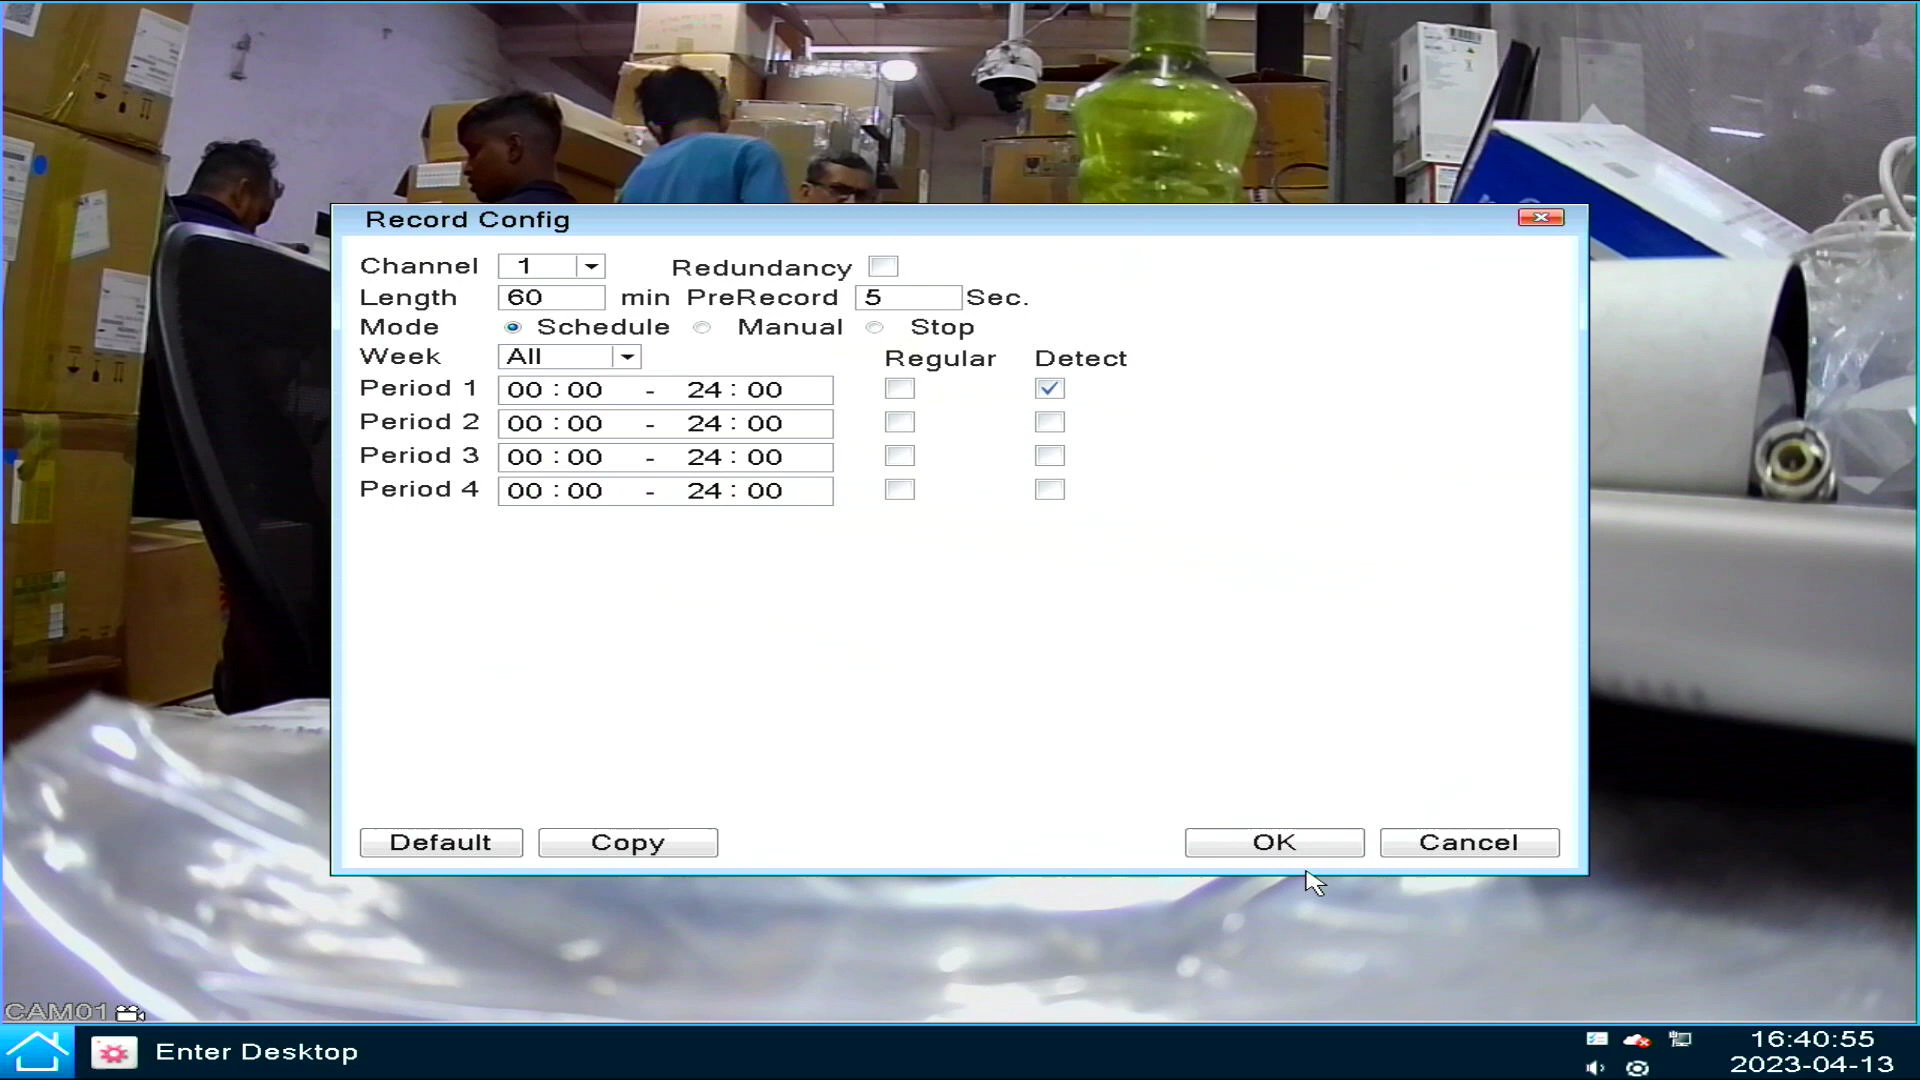 Record Config
Channel 1 Redundancy
Length 60 min PreRecord 5 Sec.
Mode Schedule Manual Stop
Week All Regular Detect
Period 1 00 : 00 - 24 : 00
Period 2 00 : 00 - 24 : 00
Period 3 00 : 00 - 24 : 00
Period 4 00 : 00 - 24 : 00
Default Copy OK Cancel
CAM01
Enter Desktop
16:40:55
2023-04-13